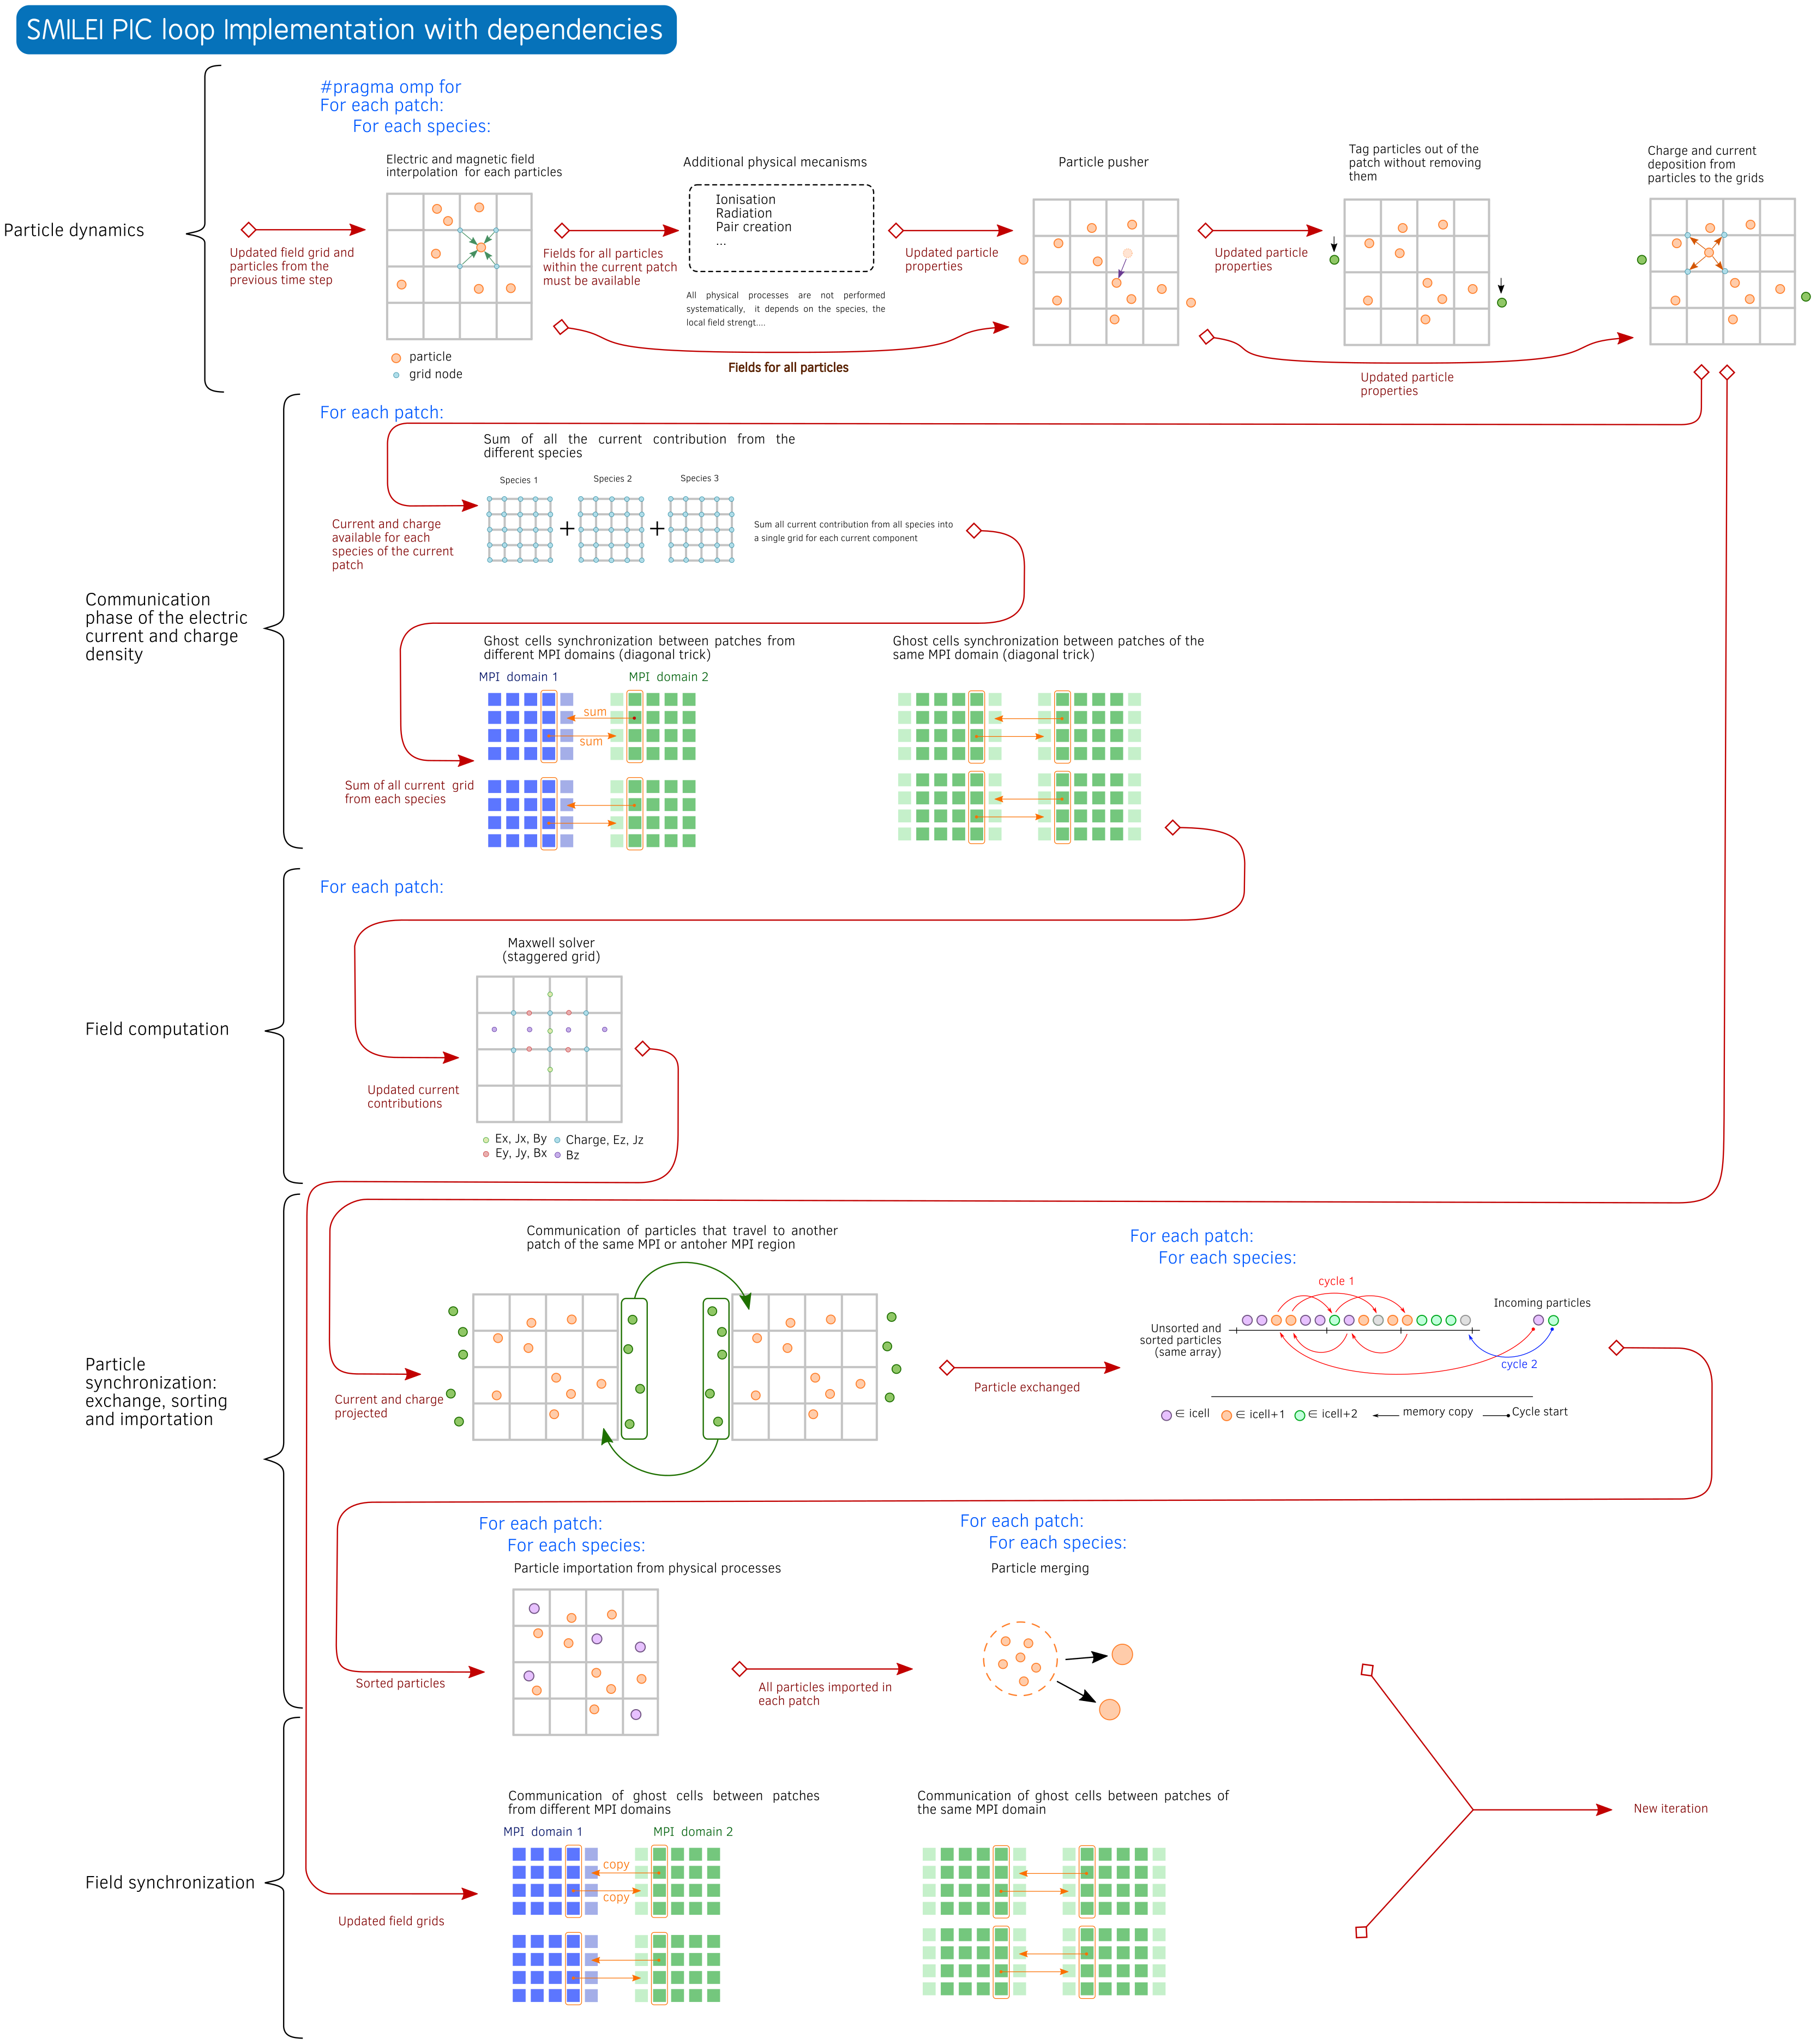 SMILEI PIC loop Implementation with dependencies
#pragma omp for
For each patch:
For each species:
Particle dynamics
Electric and magnetic field
interpolation for each particles
Additional physical mecanisms
Particle pusher
Tag particles out of the
patch without removing
them
Charge and current
deposition from
particles to the grids
Ionisation
Radiation
Pair creation
...
Updated field grid and
particles from the
previous time step
Fields for all particles
within the current patch
must be available
Updated particle
properties
Updated particle
properties
All physical processes are not performed
systematically, it depends on the species, the
local field strengt....
particle
grid node
Fields for all particles
Updated particle
properties
For each patch:
Sum of all the current contribution from the
different species
Species 1
Species 2
Species 3
+
+
Current and charge
available for each
species of the current
patch
Sum all current contribution from all species into
a single grid for each current component
Communication
phase of the electric
current and charge
density
Ghost cells synchronization between patches from
different MPI domains (diagonal trick)
Ghost cells synchronization between patches of the
same MPI domain (diagonal trick)
MPI domain 1
MPI domain 2
sum
sum
Sum of all current grid
from each species
For each patch:
Maxwell solver
(staggered grid)
Field computation
Updated current
contributions
Ex, Jx, By
Charge, Ez, Jz
Ey, Jy, Bx
Bz
Communication of particles that travel to another
patch of the same MPI or antoher MPI region
For each patch:
For each species:
cycle 1
Incoming particles
Unsorted and
sorted particles
(same array)
cycle 2
Particle
synchronization:
exchange, sorting
and importation
Current and charge
projected
Particle exchanged
∈ icell
∈ icell+1
∈ icell+2
memory copy
Cycle start
For each patch:
For each species:
Particle importation from physical processes
For each patch:
For each species:
Particle merging
Sorted particles
All particles imported in
each patch
Communication of ghost cells between patches
from different MPI domains
Communication of ghost cells between patches of
the same MPI domain
New iteration
MPI domain 1
MPI domain 2
copy
copy
Field synchronization
Updated field grids